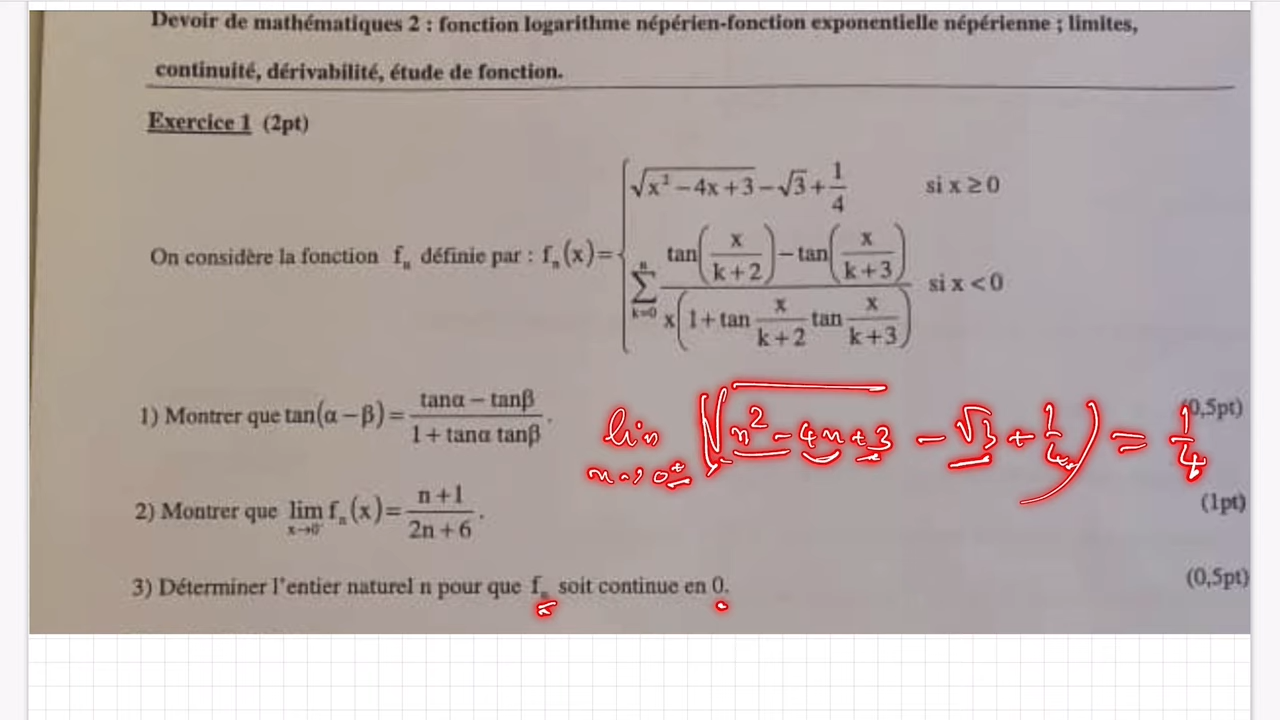 Devoir de mathématiques 2 : fonction logarithme népérien-fonction exponentielle népérienne ; limites,
continuité, dérivabilité, étude de fonction.
Exercice 1 (2pt)
On considère la fonction fₙ définie par : fₙ(x) = { √(x² − 4x + 3) − √3 + 1/4 si x ≥ 0
∑ₖ₌₀ⁿ (tan(x/(k+2)) − tan(x/(k+3))) / (x(1 + tan x/(k+2) tan x/(k+3))) si x < 0
1) Montrer que tan(α − β) = (tanα − tanβ) / (1 + tanα tanβ). (0,5pt)
lim x→0⁺ (√(x² − 4x + 3) − √3 + 1/4) = 1/4
2) Montrer que lim x→0⁻ fₙ(x) = (n+1) / (2n+6). (1pt)
3) Déterminer l'entier naturel n pour que fₙ soit continue en 0. (0,5pt)